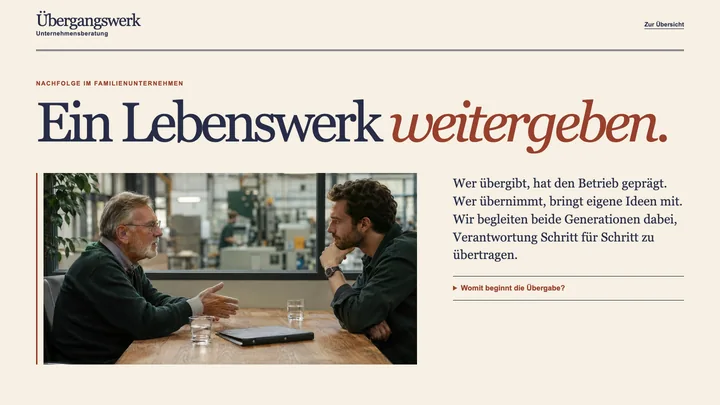 Übergangswerk
Unternehmensberatung
Zur Übersicht
NACHFOLGE IM FAMILIENUNTERNEHMEN
Ein Lebenswerk weitergeben.
Wer übergibt, hat den Betrieb geprägt.
Wer übernimmt, bringt eigene Ideen mit.
Wir begleiten beide Generationen dabei,
Verantwortung Schritt für Schritt zu
übertragen.
Womit beginnt die Übergabe?